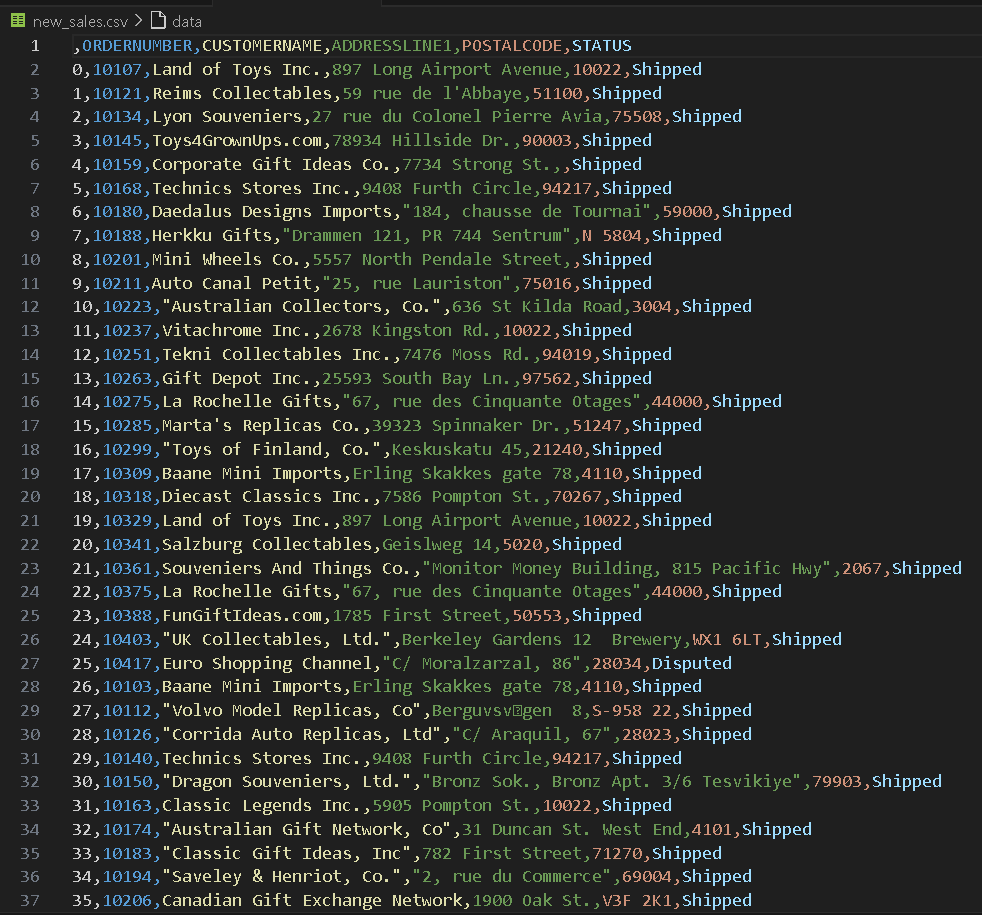 new_sales.csv > data
1 ,ORDERNUMBER,CUSTOMERNAME,ADDRESSLINE1,POSTALCODE,STATUS
2 0,10107,Land of Toys Inc.,897 Long Airport Avenue,10022,Shipped
3 1,10121,Reims Collectables,59 rue de l'Abbaye,51100,Shipped
4 2,10134,Lyon Souveniers,27 rue du Colonel Pierre Avia,75508,Shipped
5 3,10145,Toys4GrownUps.com,78934 Hillside Dr.,90003,Shipped
6 4,10159,Corporate Gift Ideas Co.,7734 Strong St.,,Shipped
7 5,10168,Technics Stores Inc.,9408 Furth Circle,94217,Shipped
8 6,10180,Daedalus Designs Imports,"184, chausse de Tournai",59000,Shipped
9 7,10188,Herkku Gifts,"Drammen 121, PR 744 Sentrum",N 5804,Shipped
10 8,10201,Mini Wheels Co.,5557 North Pendale Street,,Shipped
11 9,10211,Auto Canal Petit,"25, rue Lauriston",75016,Shipped
12 10,10223,"Australian Collectors, Co.",636 St Kilda Road,3004,Shipped
13 11,10237,Vitachrome Inc.,2678 Kingston Rd.,10022,Shipped
14 12,10251,Tekni Collectables Inc.,7476 Moss Rd.,94019,Shipped
15 13,10263,Gift Depot Inc.,25593 South Bay Ln.,97562,Shipped
16 14,10275,La Rochelle Gifts,"67, rue des Cinquante Otages",44000,Shipped
17 15,10285,Marta's Replicas Co.,39323 Spinnaker Dr.,51247,Shipped
18 16,10299,"Toys of Finland, Co.",Keskuskatu 45,21240,Shipped
19 17,10309,Baane Mini Imports,Erling Skakkes gate 78,4110,Shipped
20 18,10318,Diecast Classics Inc.,7586 Pompton St.,70267,Shipped
21 19,10329,Land of Toys Inc.,897 Long Airport Avenue,10022,Shipped
22 20,10341,Salzburg Collectables,Geislweg 14,5020,Shipped
23 21,10361,Souveniers And Things Co.,"Monitor Money Building, 815 Pacific Hwy",2067,Shipped
24 22,10375,La Rochelle Gifts,"67, rue des Cinquante Otages",44000,Shipped
25 23,10388,FunGiftIdeas.com,1785 First Street,50553,Shipped
26 24,10403,"UK Collectables, Ltd.",Berkeley Gardens 12  Brewery,WX1 6LT,Shipped
27 25,10417,Euro Shopping Channel,"C/ Moralzarzal, 86",28034,Disputed
28 26,10103,Baane Mini Imports,Erling Skakkes gate 78,4110,Shipped
29 27,10112,"Volvo Model Replicas, Co",Berguvsv�gen  8,S-958 22,Shipped
30 28,10126,"Corrida Auto Replicas, Ltd","C/ Araquil, 67",28023,Shipped
31 29,10140,Technics Stores Inc.,9408 Furth Circle,94217,Shipped
32 30,10150,"Dragon Souveniers, Ltd.","Bronz Sok., Bronz Apt. 3/6 Tesvikiye",79903,Shipped
33 31,10163,Classic Legends Inc.,5905 Pompton St.,10022,Shipped
34 32,10174,"Australian Gift Network, Co",31 Duncan St. West End,4101,Shipped
35 33,10183,"Classic Gift Ideas, Inc",782 First Street,71270,Shipped
36 34,10194,"Saveley & Henriot, Co.","2, rue du Commerce",69004,Shipped
37 35,10206,Canadian Gift Exchange Network,1900 Oak St.,V3F 2K1,Shipped